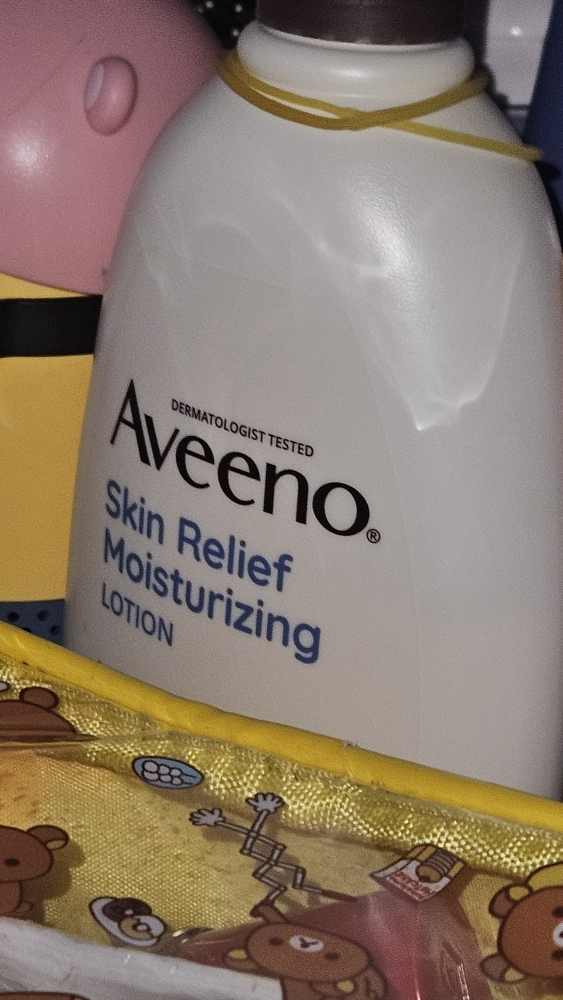 DERMATOLOGIST TESTED
Aveeno®
Skin Relief
Moisturizing
LOTION